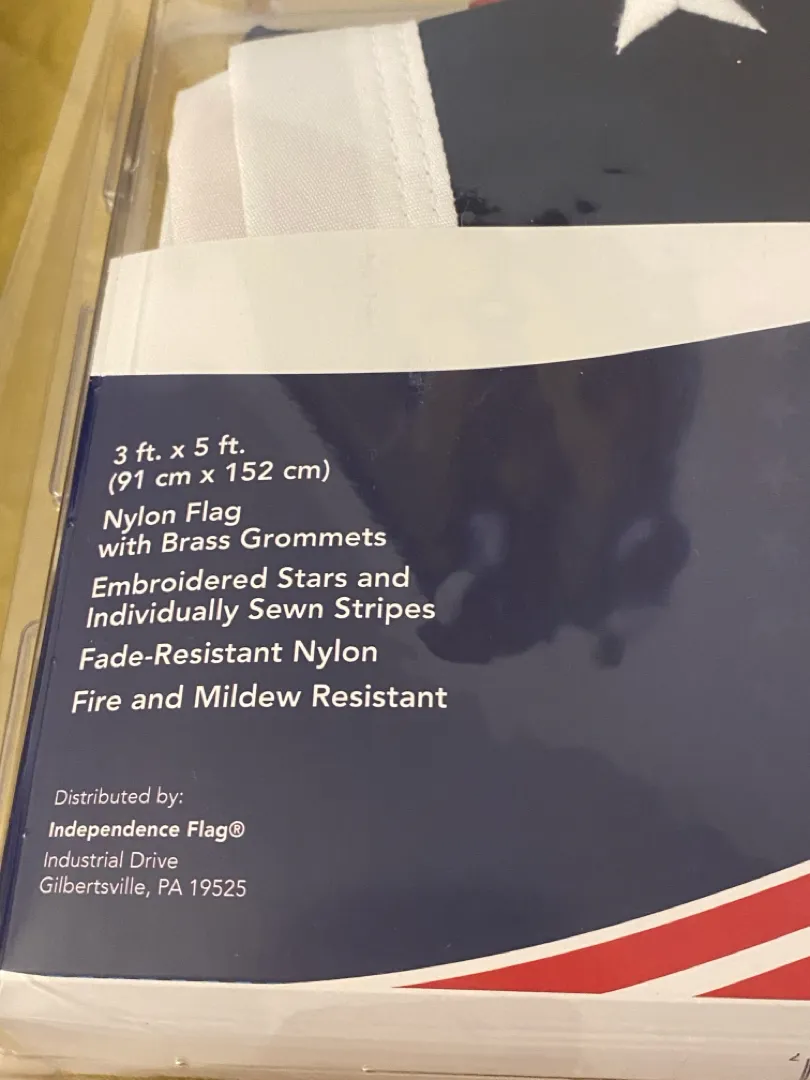 3 ft. x 5 ft.
(91 cm x 152 cm)
Nylon Flag
with Brass Grommets
Embroidered Stars and
Individually Sewn Stripes
Fade-Resistant Nylon
Fire and Mildew Resistant
Distributed by:
Independence Flag®
Industrial Drive
Gilbertsville, PA 19525